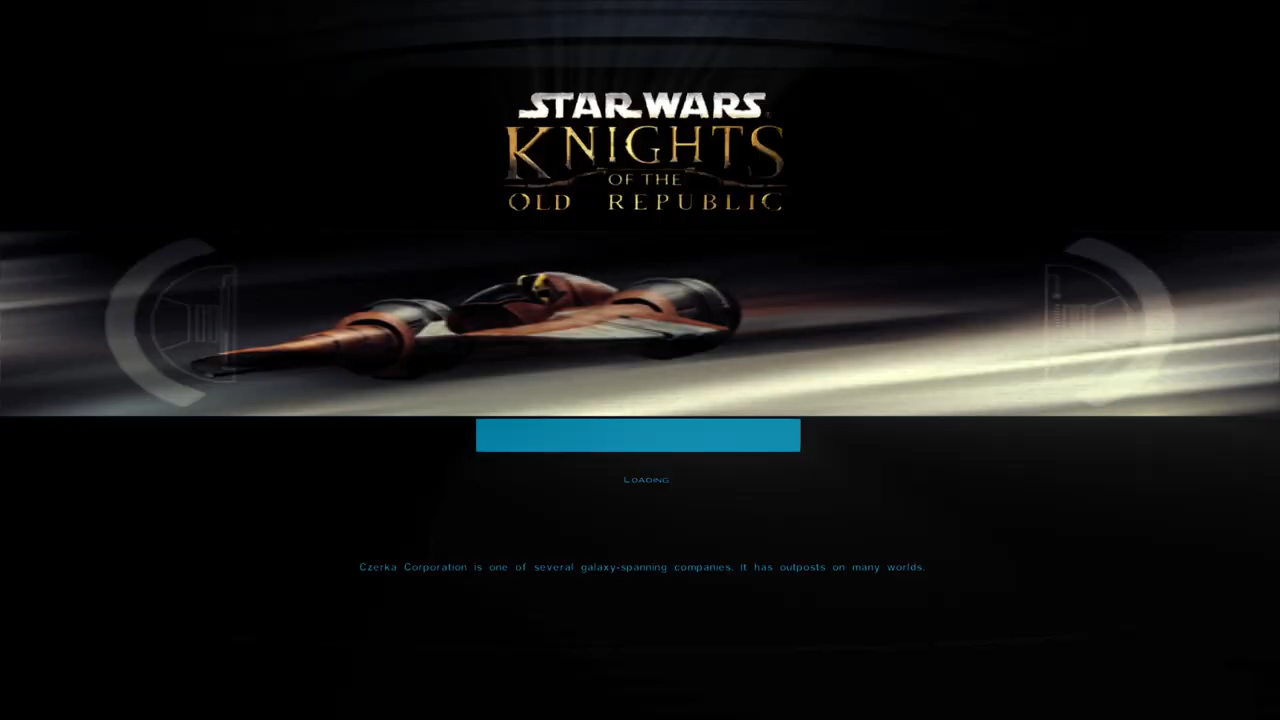 STAR WARS
KNIGHTS
OF THE
OLD REPUBLIC
LOADING
Czerka Corporation is one of several galaxy-spanning companies. It has outposts on many worlds.